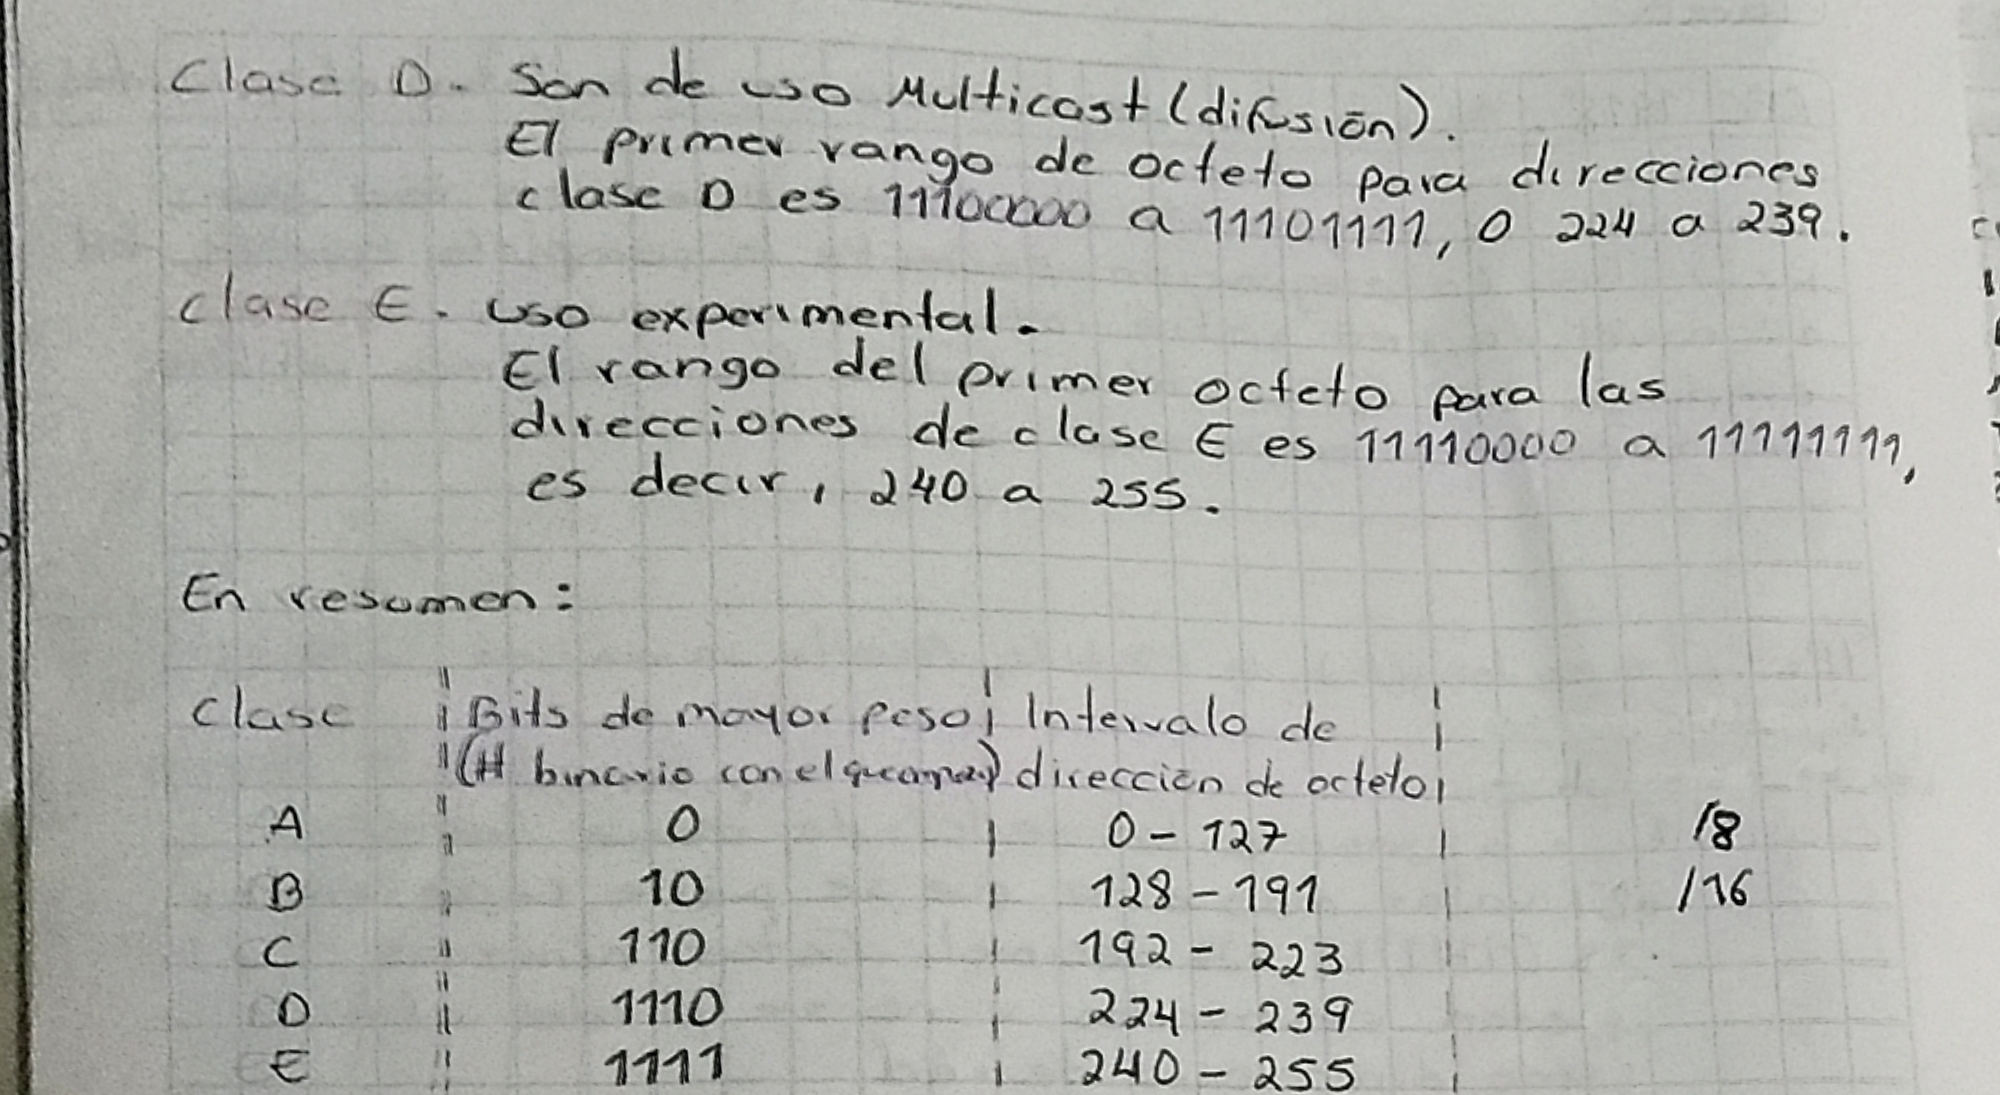 Clase D. Son de uso Multicast (difusión).
El primer rango de octeto para direcciones
clase D es 11100000 a 11101111, o 224 a 239.
Clase E. uso experimental.
El rango del primer octeto para las
direcciones de clase E es 11110000 a 11111111,
es decir, 240 a 255.
En resumen:
Clase Bits de mayor peso Intervalo de
(# binario con el que) dirección de octeto
A 0 0 - 127 /8
B 10 128 - 191 /16
C 110 192 - 223
D 1110 224 - 239
E 1111 240 - 255